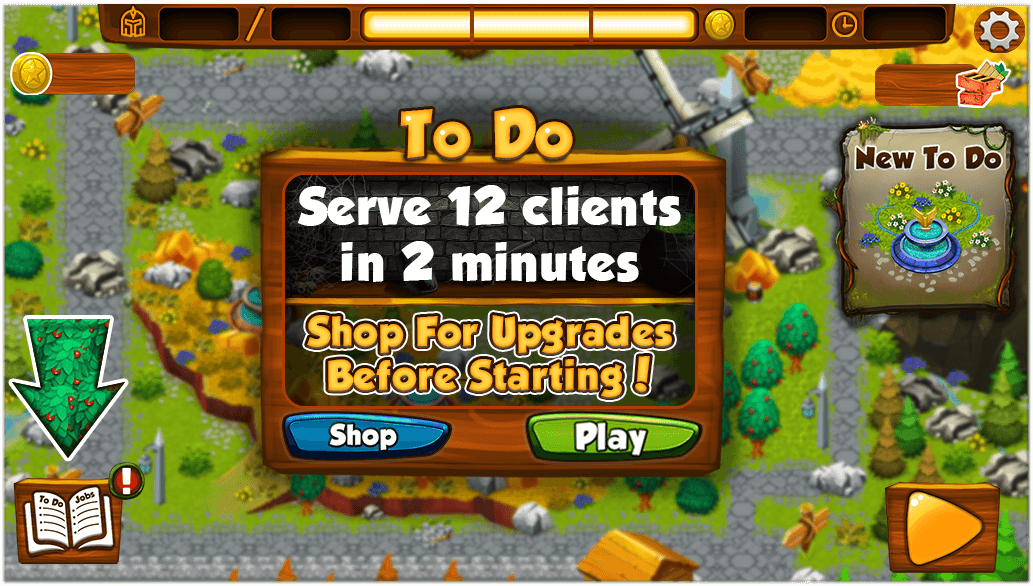 To Do
Serve 12 clients
in 2 minutes
Shop For Upgrades
Before Starting!
Shop
Play
New To Do
To Do
Jobs
!